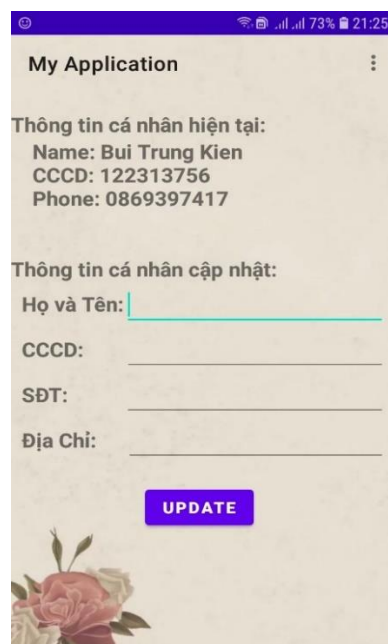 73% 21:25
My Application
Thông tin cá nhân hiện tại:
Name: Bui Trung Kien
CCCD: 122313756
Phone: 0869397417
Thông tin cá nhân cập nhật:
Họ và Tên:
CCCD:
SĐT:
Địa Chỉ:
UPDATE